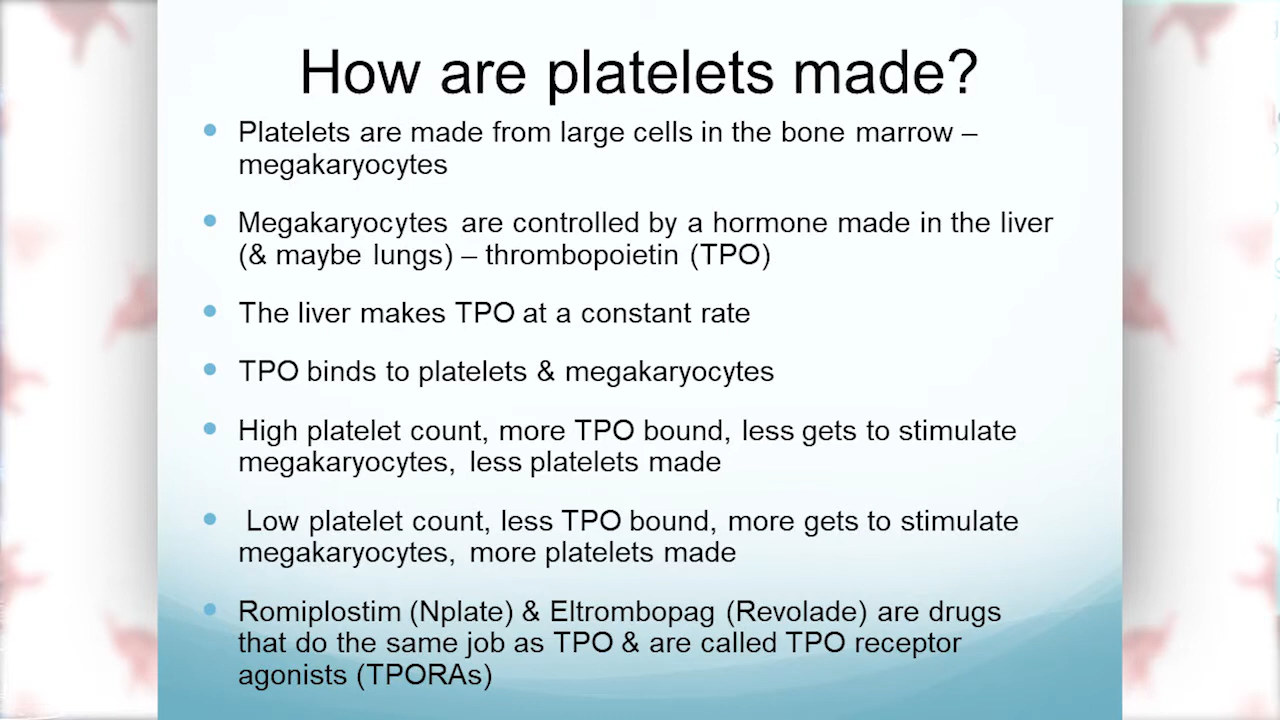 How are platelets made?
• Platelets are made from large cells in the bone marrow –
megakaryocytes
• Megakaryocytes are controlled by a hormone made in the liver
(& maybe lungs) – thrombopoietin (TPO)
• The liver makes TPO at a constant rate
• TPO binds to platelets & megakaryocytes
• High platelet count, more TPO bound, less gets to stimulate
megakaryocytes, less platelets made
• Low platelet count, less TPO bound, more gets to stimulate
megakaryocytes, more platelets made
• Romiplostim (Nplate) & Eltrombopag (Revolade) are drugs
that do the same job as TPO & are called TPO receptor
agonists (TPORAs)